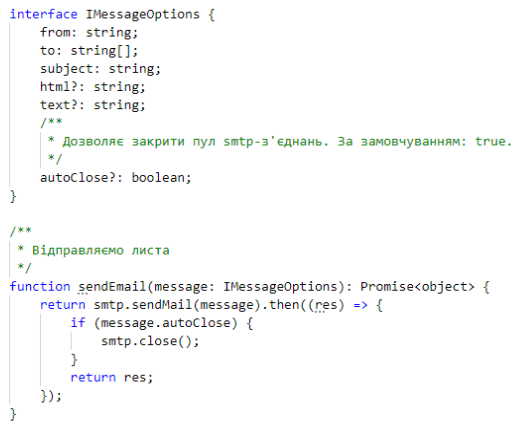 interface IMessageOptions {
    from: string;
    to: string[];
    subject: string;
    html?: string;
    text?: string;
    /**
     * Дозволяє закрити пул smtp-з'єднань. За замовчуванням: true.
     */
    autoClose?: boolean;
}

/**
 * Відправляємо листа
 */
function sendEmail(message: IMessageOptions): Promise<object> {
    return smtp.sendMail(message).then((res) => {
        if (message.autoClose) {
            smtp.close();
        }
        return res;
    });
}